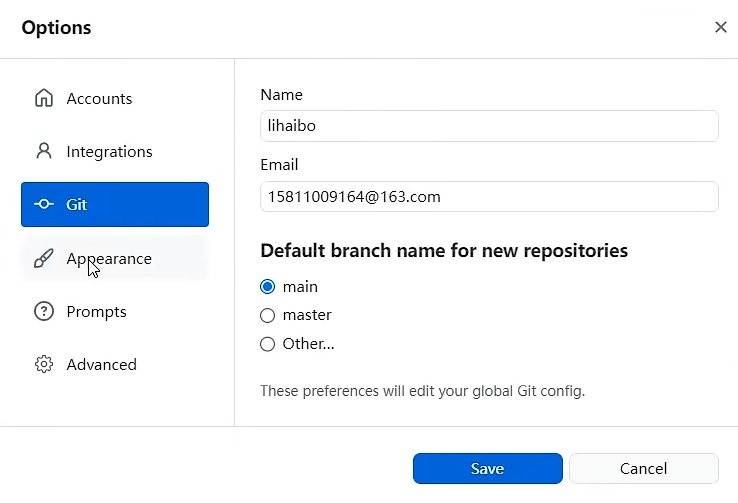 Options
Accounts
Integrations
Git
Appearance
Prompts
Advanced
Name
lihaibo
Email
15811009164@163.com
Default branch name for new repositories
main
master
Other...
These preferences will edit your global Git config.
Save
Cancel